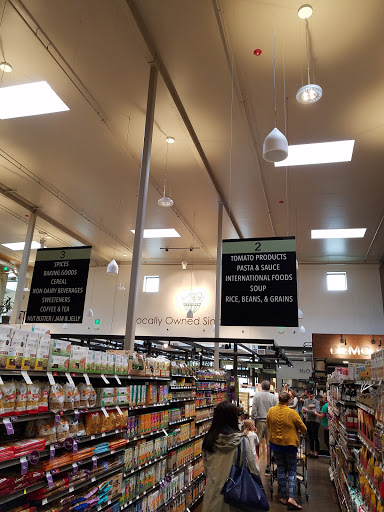 3
SPICES
BAKING GOODS
CEREAL
NON DAIRY BEVERAGES
SWEETENERS
COFFEE & TEA
NUT BUTTER / JAM & JELLY
2
TOMATO PRODUCTS
PASTA & SAUCE
INTERNATIONAL FOODS
SOUP
RICE, BEANS, & GRAINS
ocally Owned Sin